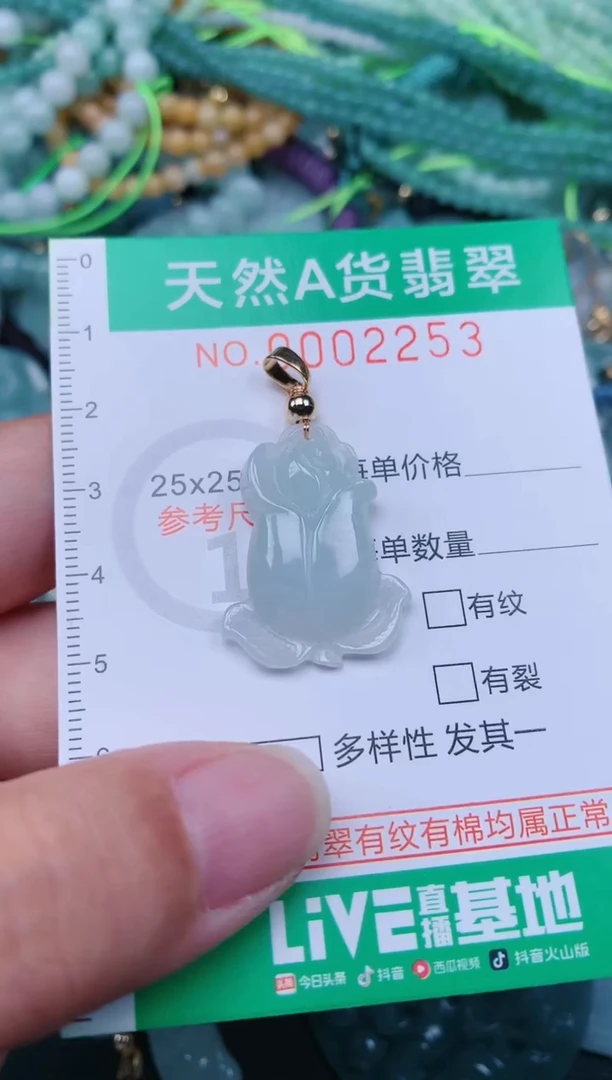 0
天然A货翡翠
1
NO.0002253
2
3
25x25
单价格
参考尺
单数量
4
1
有纹
5
有裂
多样性 发其一
翠有纹有棉均属正常
LiVE直播基地
头条 今日头条 抖音 西瓜视频 抖音火山版